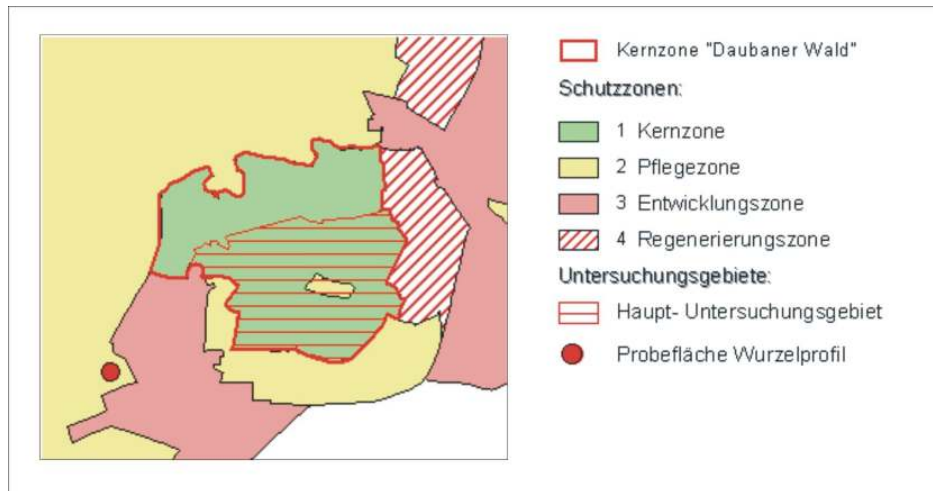 Kernzone "Daubaner Wald"
Schutzzonen:
1 Kernzone
2 Pflegezone
3 Entwicklungszone
4 Regenerierungszone
Untersuchungsgebiete:
Haupt- Untersuchungsgebiet
Probefläche Wurzelprofil